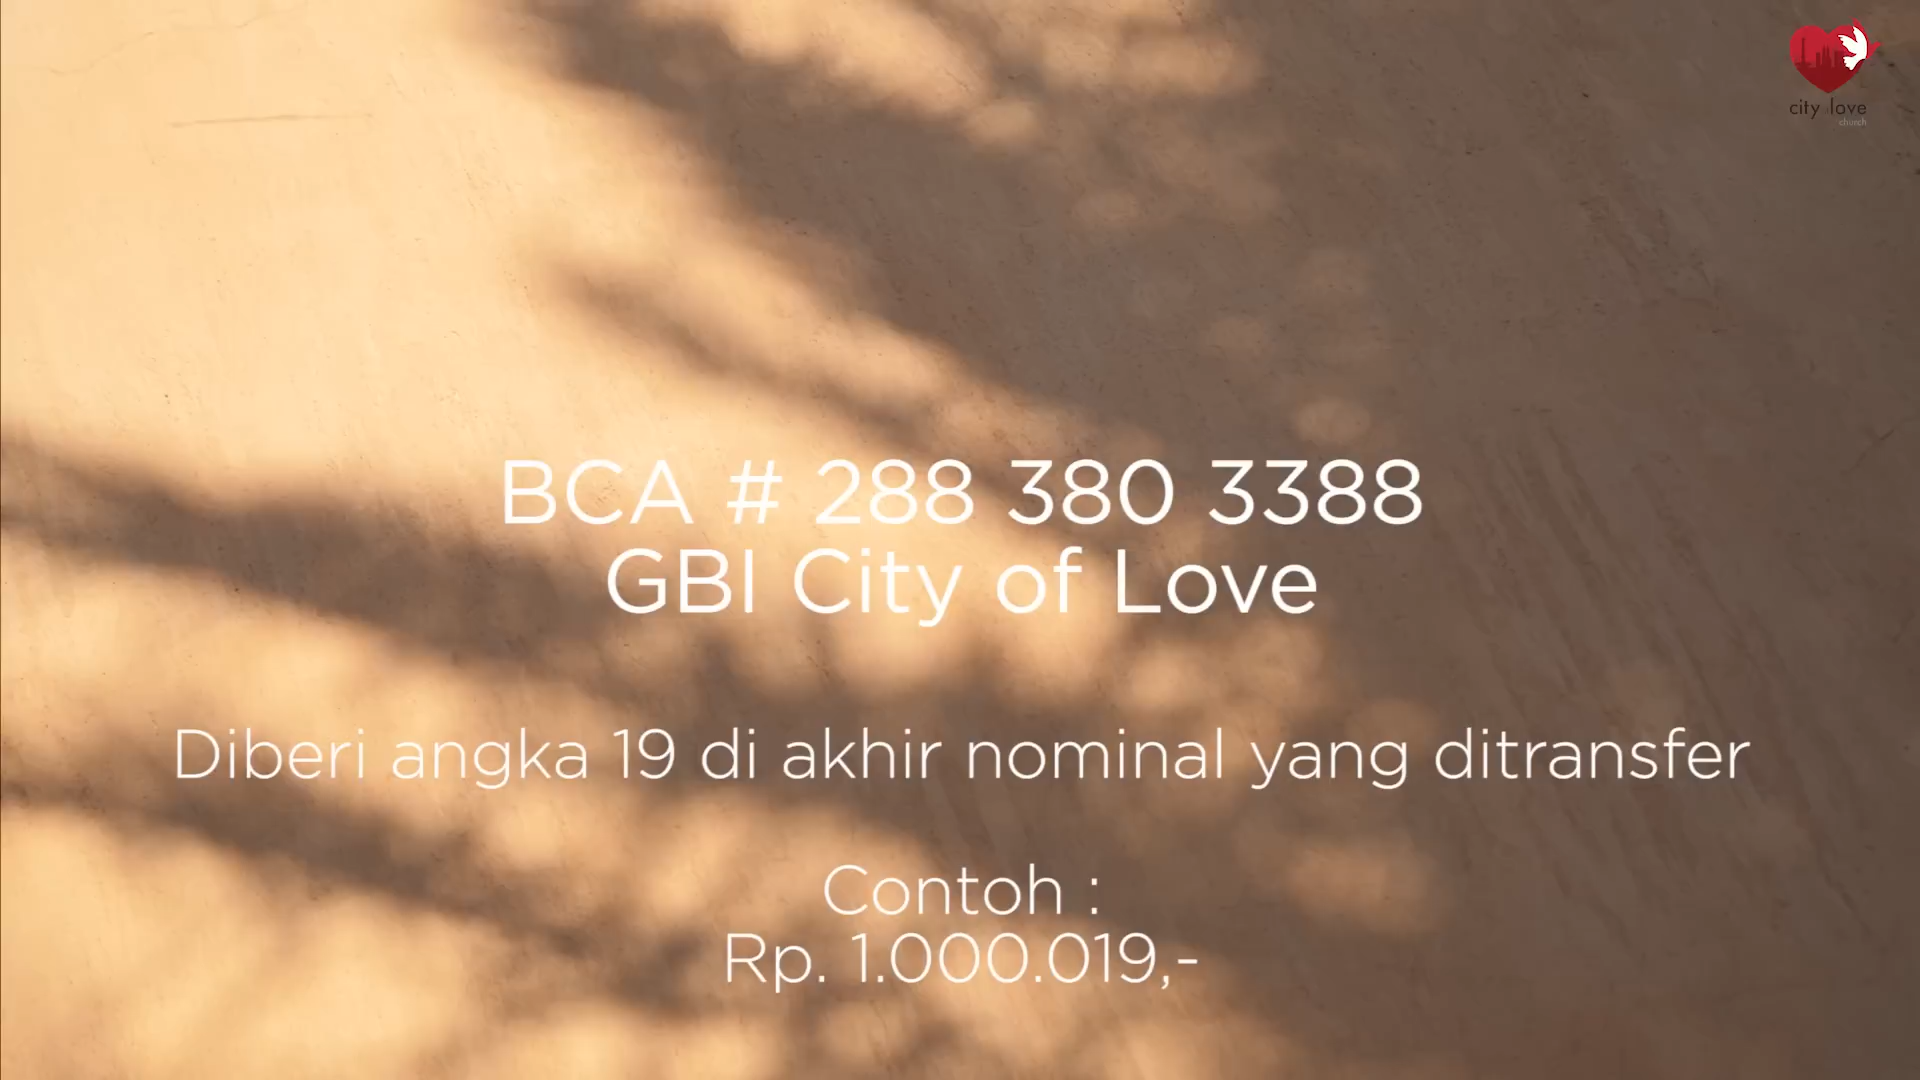 city of love
church
BCA # 288 380 3388
GBI City of Love
Diberi angka 19 di akhir nominal yang ditransfer
Contoh :
Rp. 1.000.019,-